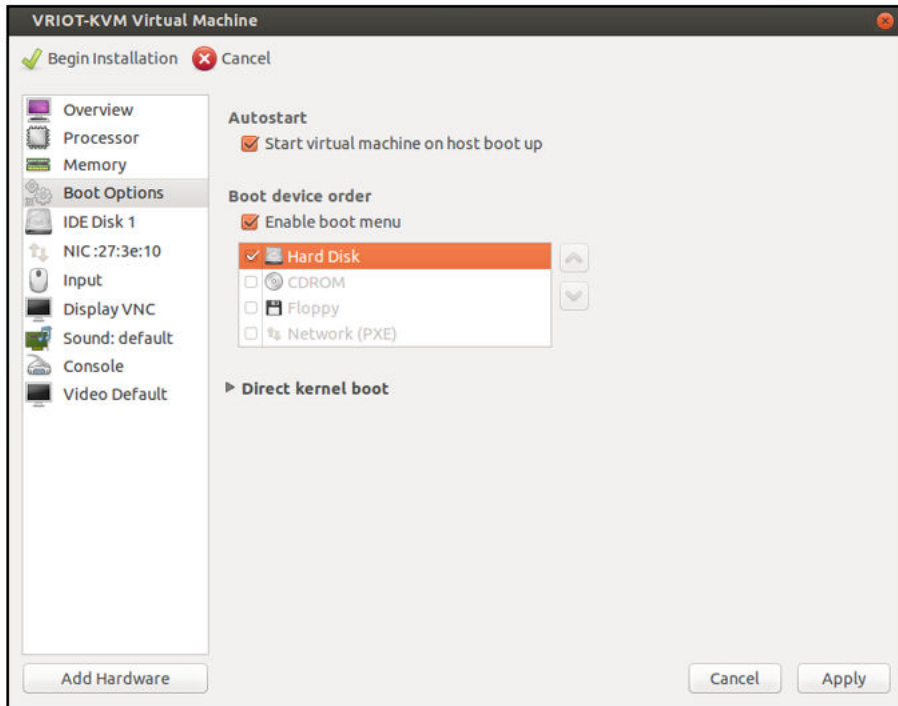 VRIOT-KVM Virtual Machine
Begin Installation Cancel
Overview
Processor
Memory
Boot Options
IDE Disk 1
NIC :27:3e:10
Input
Display VNC
Sound: default
Console
Video Default
Add Hardware
Autostart
Start virtual machine on host boot up
Boot device order
Enable boot menu
Hard Disk
CDROM
Floppy
Network (PXE)
Direct kernel boot
Cancel Apply